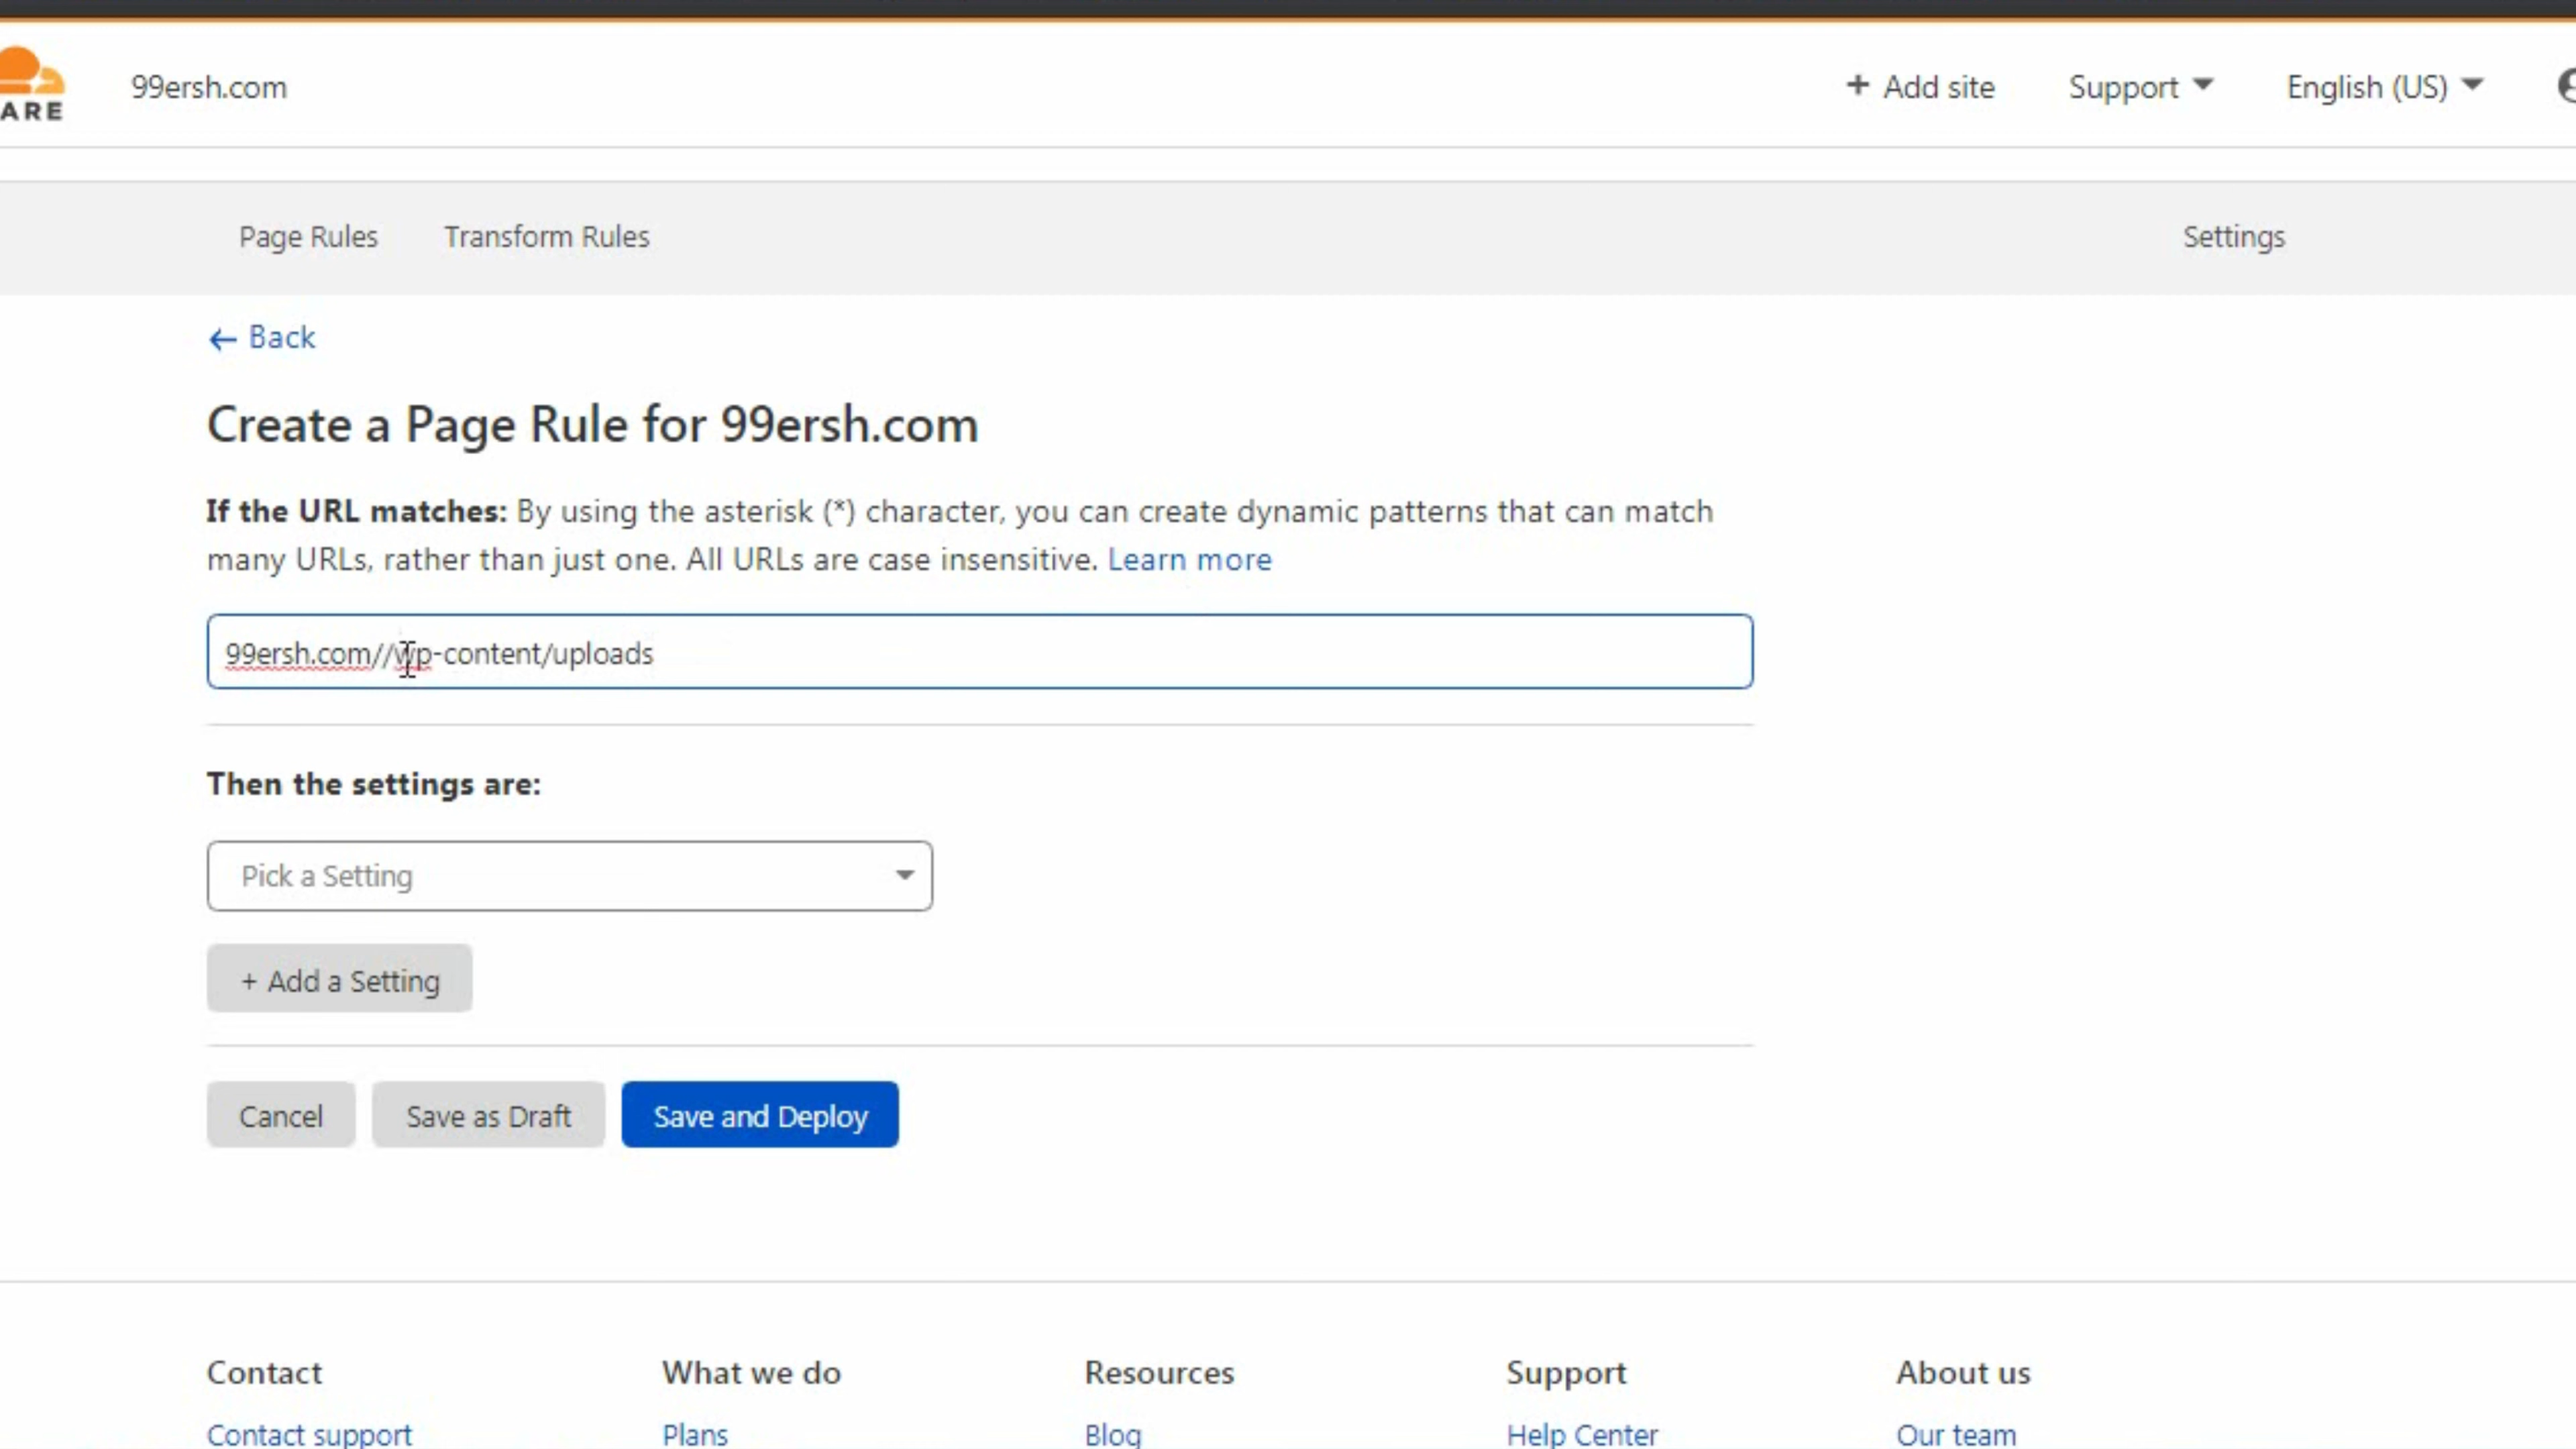 ARE
99ersh.com
+ Add site
Support
English (US)
Page Rules
Transform Rules
Settings
← Back
Create a Page Rule for 99ersh.com
If the URL matches: By using the asterisk (*) character, you can create dynamic patterns that can match
many URLs, rather than just one. All URLs are case insensitive. Learn more
99ersh.com//wp-content/uploads
Then the settings are:
Pick a Setting
+ Add a Setting
Cancel
Save as Draft
Save and Deploy
Contact
What we do
Resources
Support
About us
Contact support
Plans
Blog
Help Center
Our team